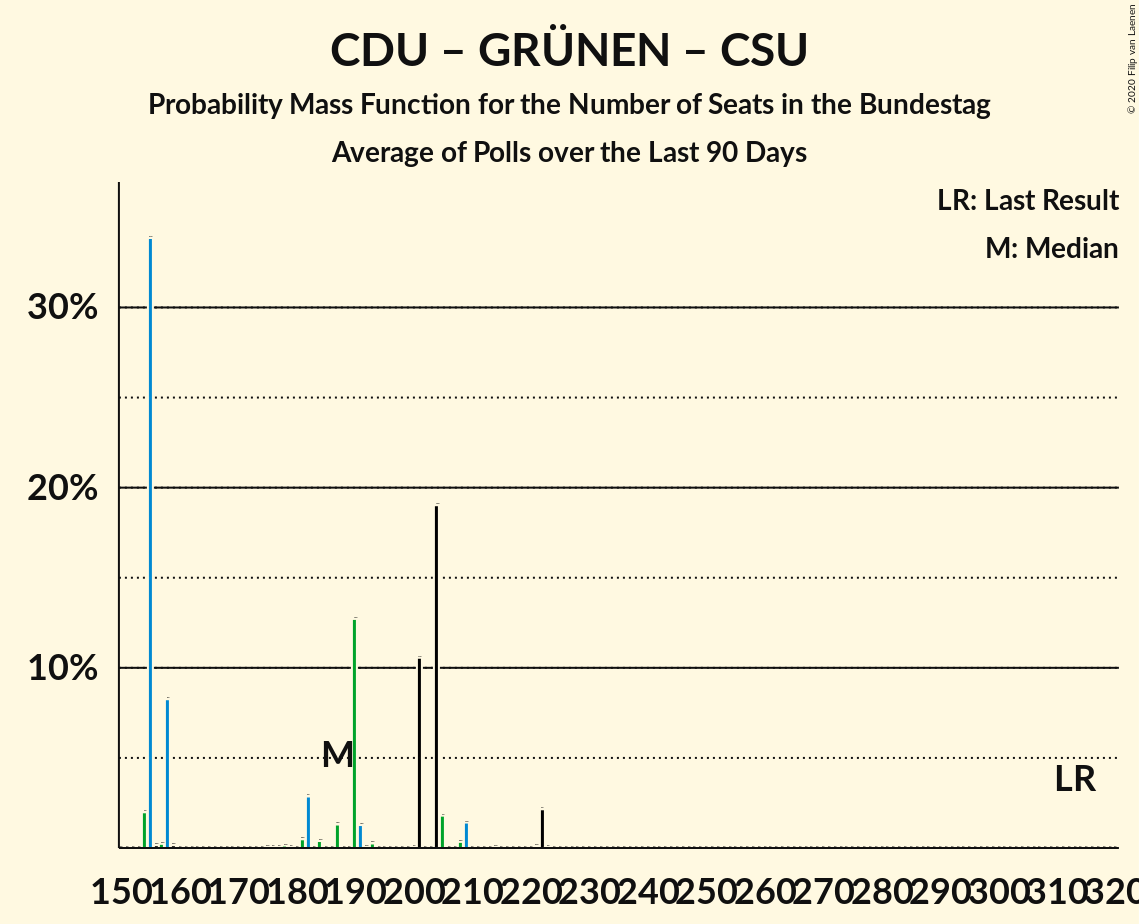 CDU – GRÜNEN – CSU
Probability Mass Function for the Number of Seats in the Bundestag
Average of Polls over the Last 90 Days
© 2020 Filip van Laenen
LR: Last Result
M: Median
30%
20%
10%
M
LR
150 160 170 180 190 200 210 220 230 240 250 260 270 280 290 300 310 320